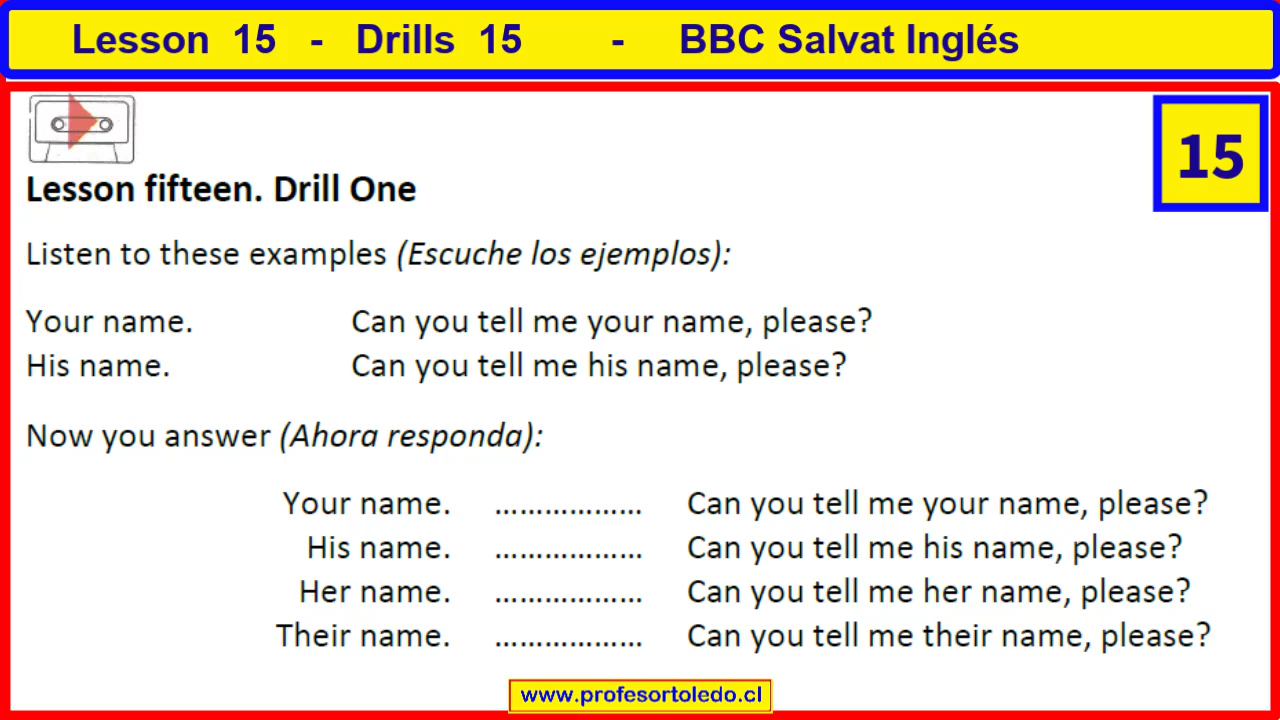 Lesson 15 - Drills 15 - BBC Salvat Inglés
15
Lesson fifteen. Drill One
Listen to these examples (Escuche los ejemplos):
Your name. Can you tell me your name, please?
His name. Can you tell me his name, please?
Now you answer (Ahora responda):
Your name. .................. Can you tell me your name, please?
His name. .................. Can you tell me his name, please?
Her name. .................. Can you tell me her name, please?
Their name. .................. Can you tell me their name, please?
www.profesortoledo.cl